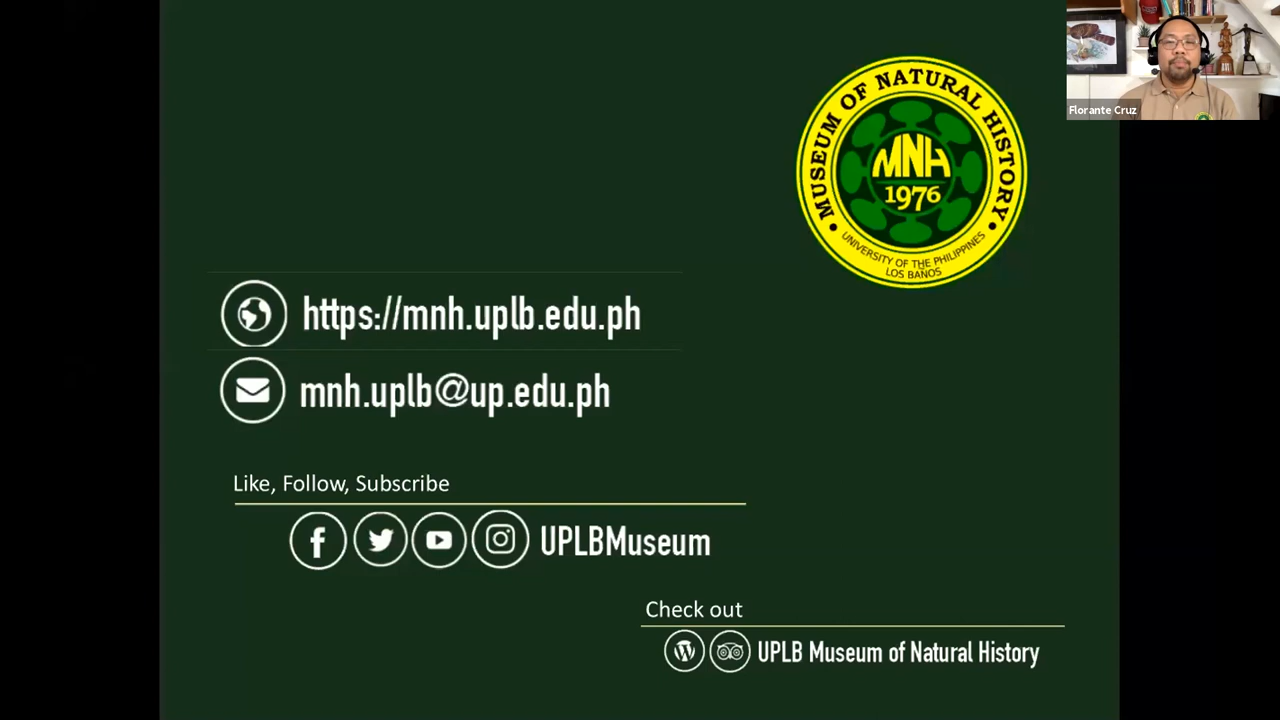 Florante Cruz
MUSEUM OF NATURAL HISTORY
MNH
1976
UNIVERSITY OF THE PHILIPPINES
LOS BAÑOS
https://mnh.uplb.edu.ph
mnh.uplb@up.edu.ph
Like, Follow, Subscribe
UPLBMuseum
Check out
UPLB Museum of Natural History